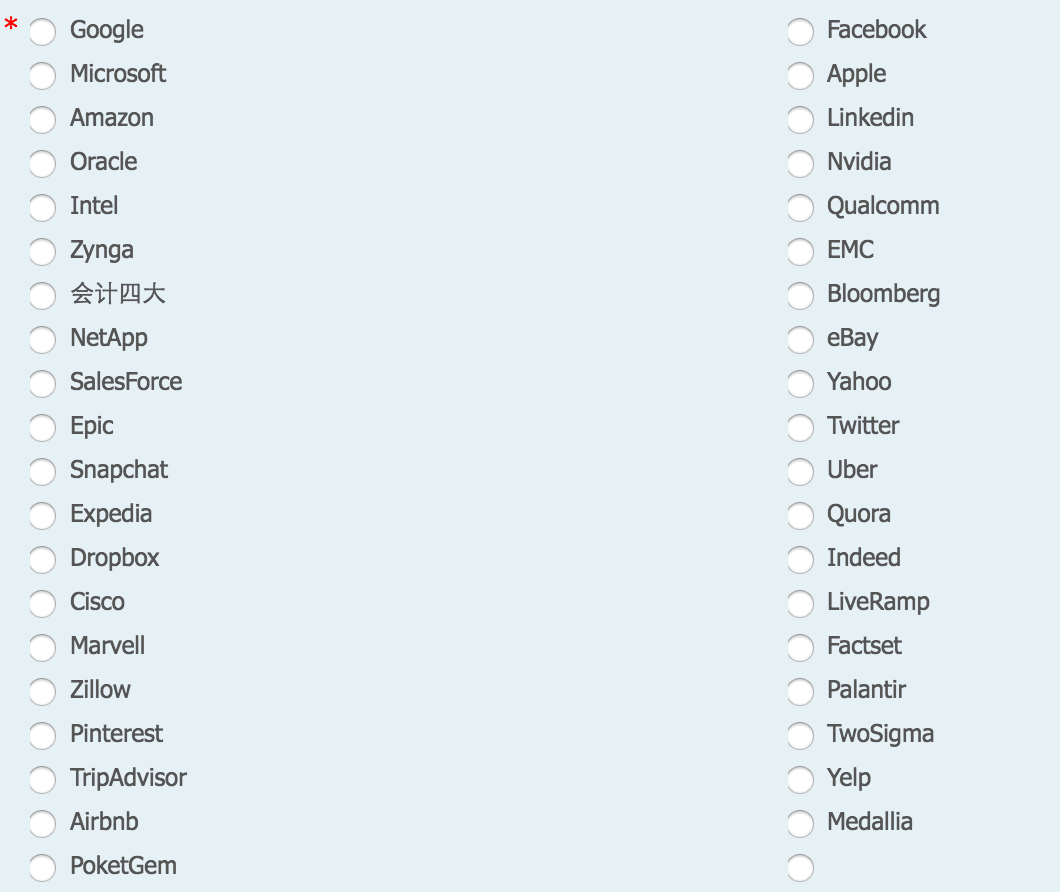 * Google Facebook
Microsoft Apple
Amazon Linkedin
Oracle Nvidia
Intel Qualcomm
Zynga EMC
会计四大 Bloomberg
NetApp eBay
SalesForce Yahoo
Epic Twitter
Snapchat Uber
Expedia Quora
Dropbox Indeed
Cisco LiveRamp
Marvell Factset
Zillow Palantir
Pinterest TwoSigma
TripAdvisor Yelp
Airbnb Medallia
PoketGem